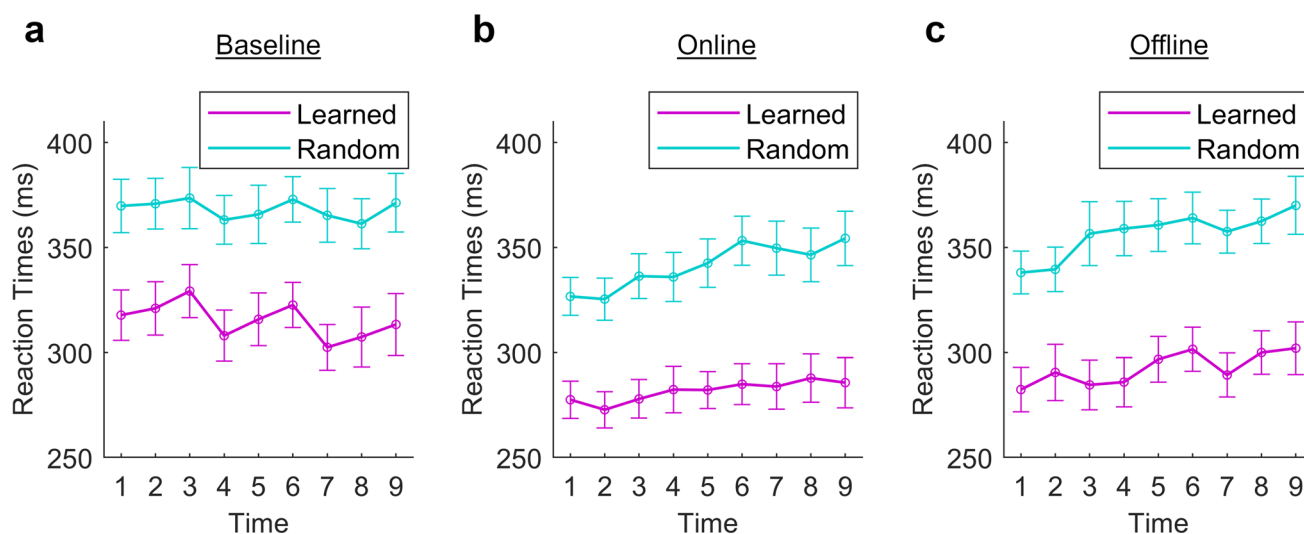 a
Baseline
Learned
Random
400
350
300
250
Reaction Times (ms)
1 2 3 4 5 6 7 8 9
Time
b
Online
Learned
Random
400
350
300
250
Reaction Times (ms)
1 2 3 4 5 6 7 8 9
Time
c
Offline
Learned
Random
400
350
300
250
Reaction Times (ms)
1 2 3 4 5 6 7 8 9
Time